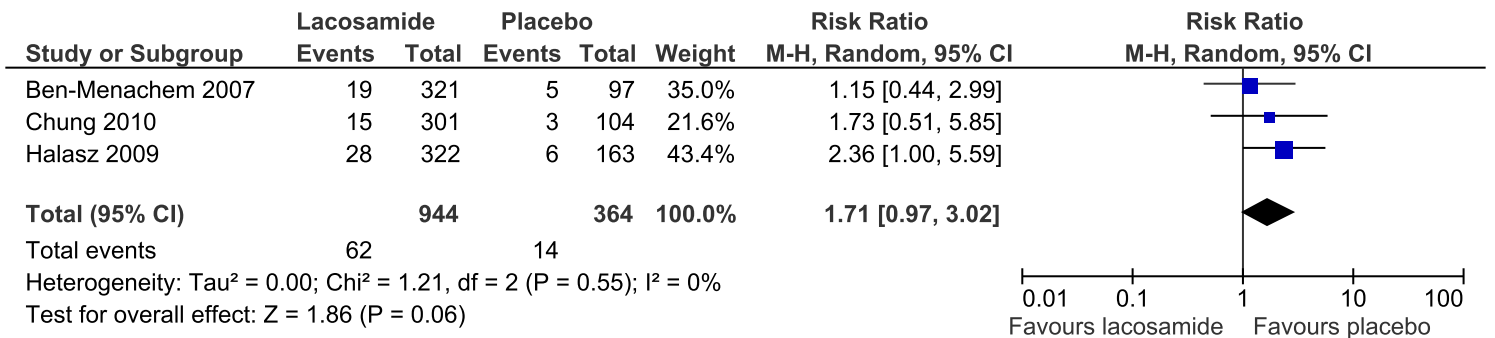 Lacosamide Placebo Risk Ratio Risk Ratio
Study or Subgroup Events Total Events Total Weight M-H, Random, 95% CI M-H, Random, 95% CI
Ben-Menachem 2007 19 321 5 97 35.0% 1.15 [0.44, 2.99]
Chung 2010 15 301 3 104 21.6% 1.73 [0.51, 5.85]
Halasz 2009 28 322 6 163 43.4% 2.36 [1.00, 5.59]
Total (95% CI) 944 364 100.0% 1.71 [0.97, 3.02]
Total events 62 14
Heterogeneity: Tau² = 0.00; Chi² = 1.21, df = 2 (P = 0.55); I² = 0%
Test for overall effect: Z = 1.86 (P = 0.06)
0.01 0.1 1 10 100
Favours lacosamide Favours placebo